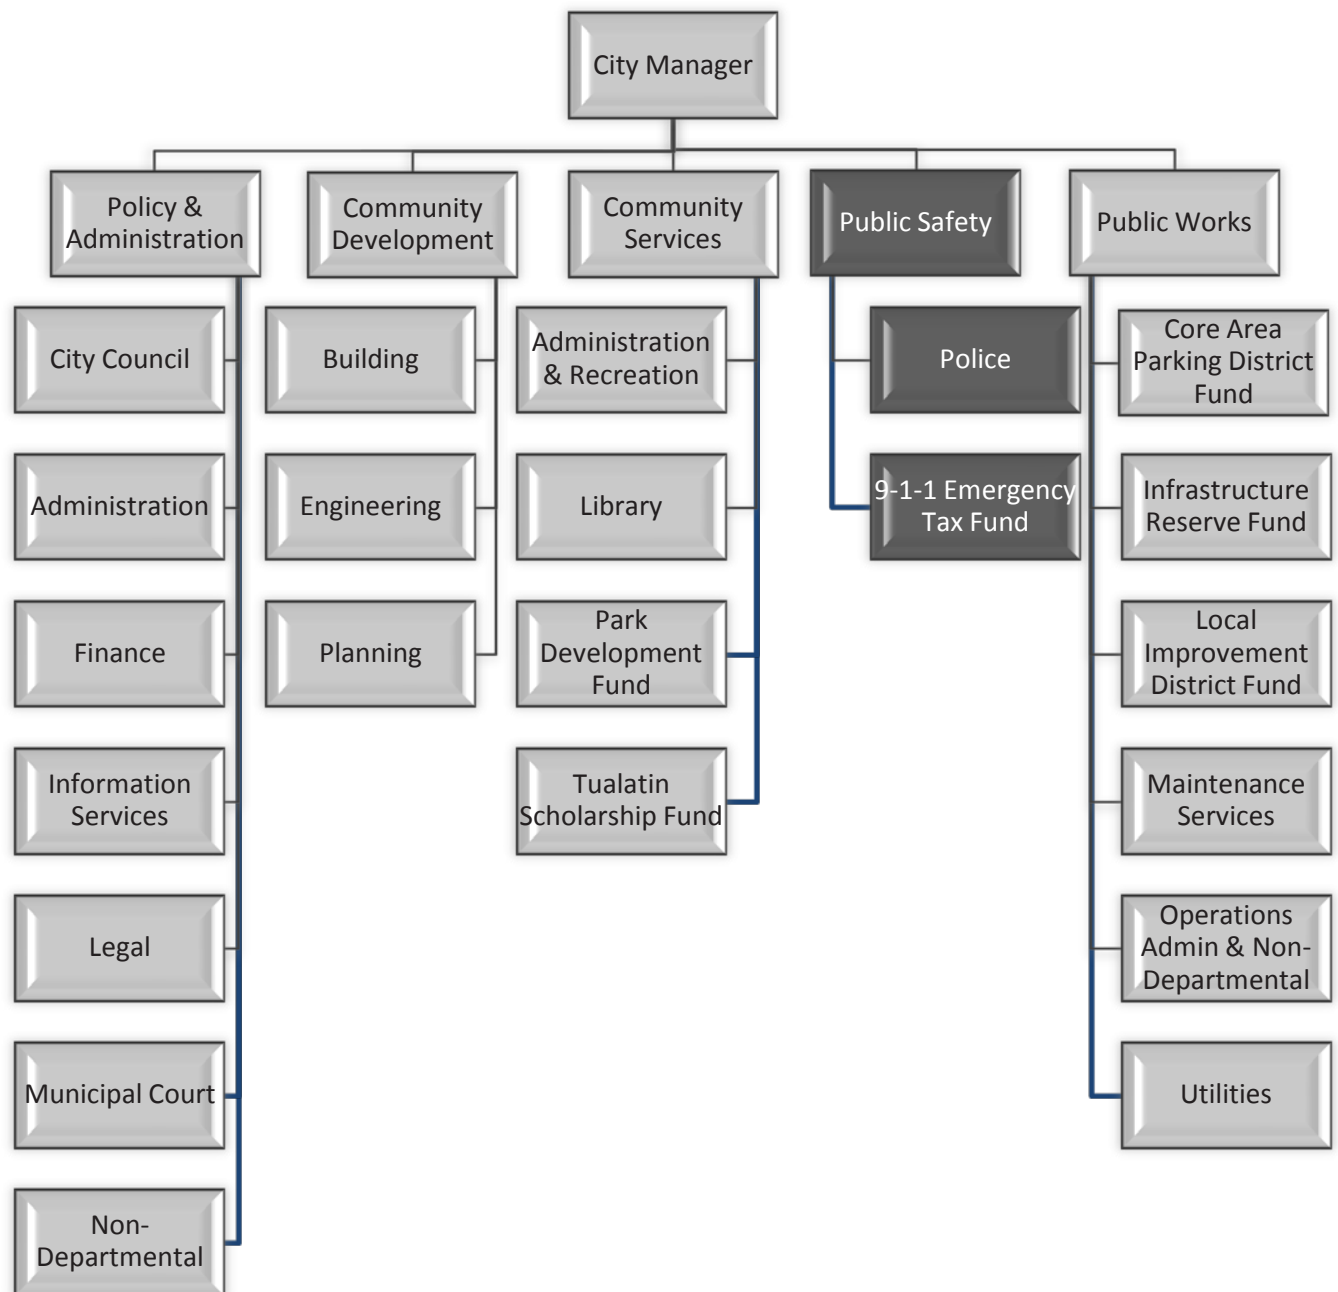 City Manager
Policy &
Administration
Community
Development
Community
Services
Public Safety
Public Works
City Council
Administration
Finance
Information
Services
Legal
Municipal Court
Non-
Departmental
Building
Engineering
Planning
Administration
& Recreation
Library
Park
Development
Fund
Tualatin
Scholarship Fund
Police
9-1-1 Emergency
Tax Fund
Core Area
Parking District
Fund
Infrastructure
Reserve Fund
Local
Improvement
District Fund
Maintenance
Services
Operations
Admin & Non-
Departmental
Utilities